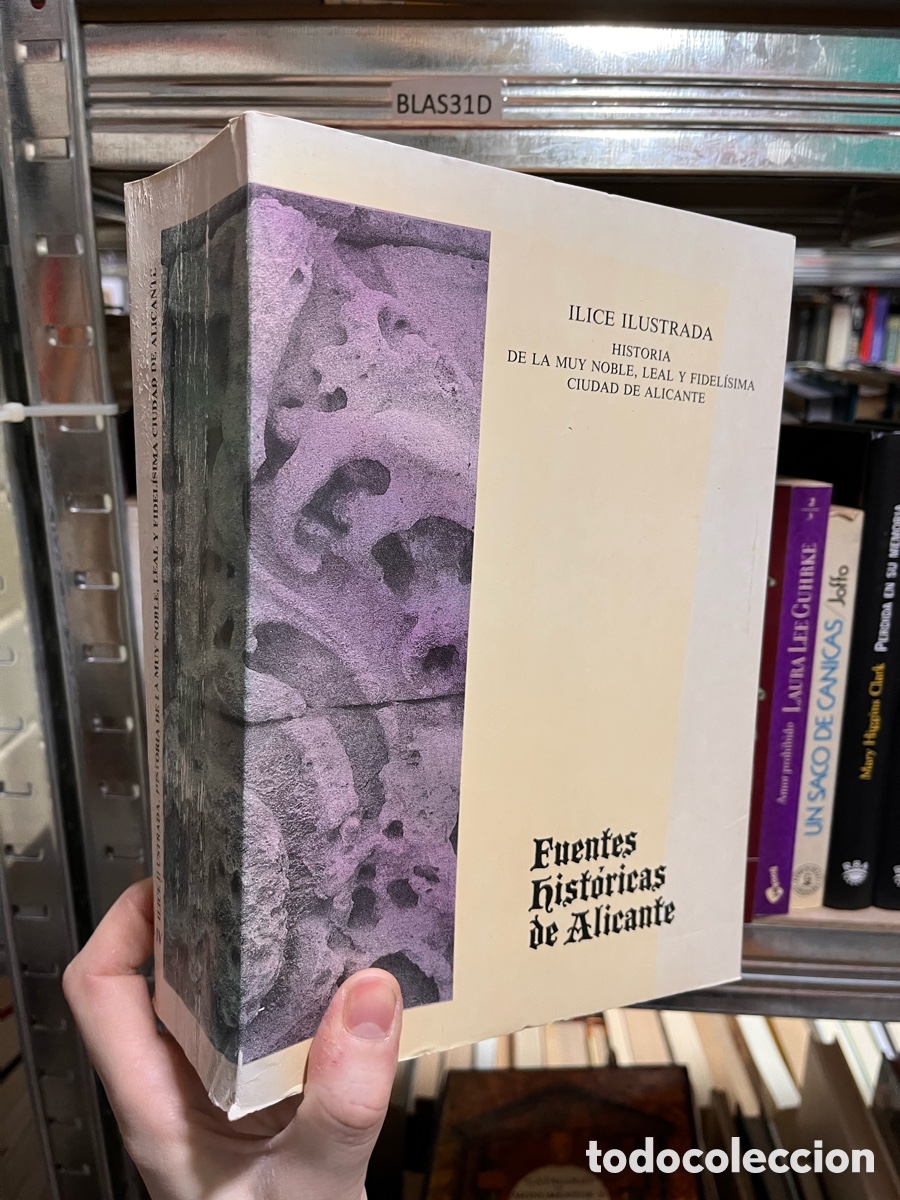 BLAS31D
ILICE ILUSTRADA
HISTORIA
DE LA MUY NOBLE, LEAL Y FIDELÍSIMA
CIUDAD DE ALICANTE
Fuentes
históricas
de Alicante
ILICE ILUSTRADA. HISTORIA DE LA MUY NOBLE, LEAL Y FIDELÍSIMA CIUDAD DE ALICANTE
Amor prohibido LAURA LEE GUHRKE
UN SACO DE CANICAS / Joffo
Mary Higgins Clark PERDIDA EN SU MEMORIA
todocoleccion